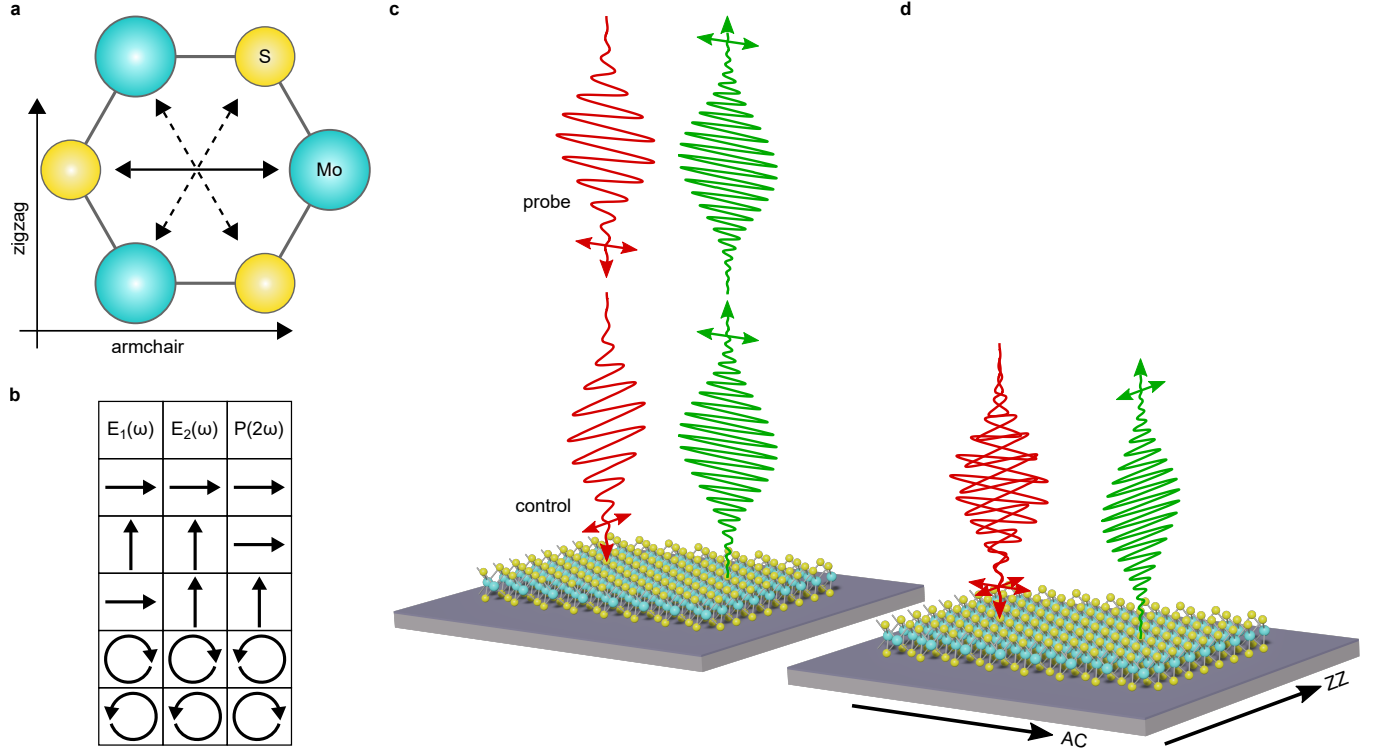 a
S
Mo
zigzag
armchair
b
E₁(ω) E₂(ω) P(2ω)
c
probe
control
d
AC
ZZ